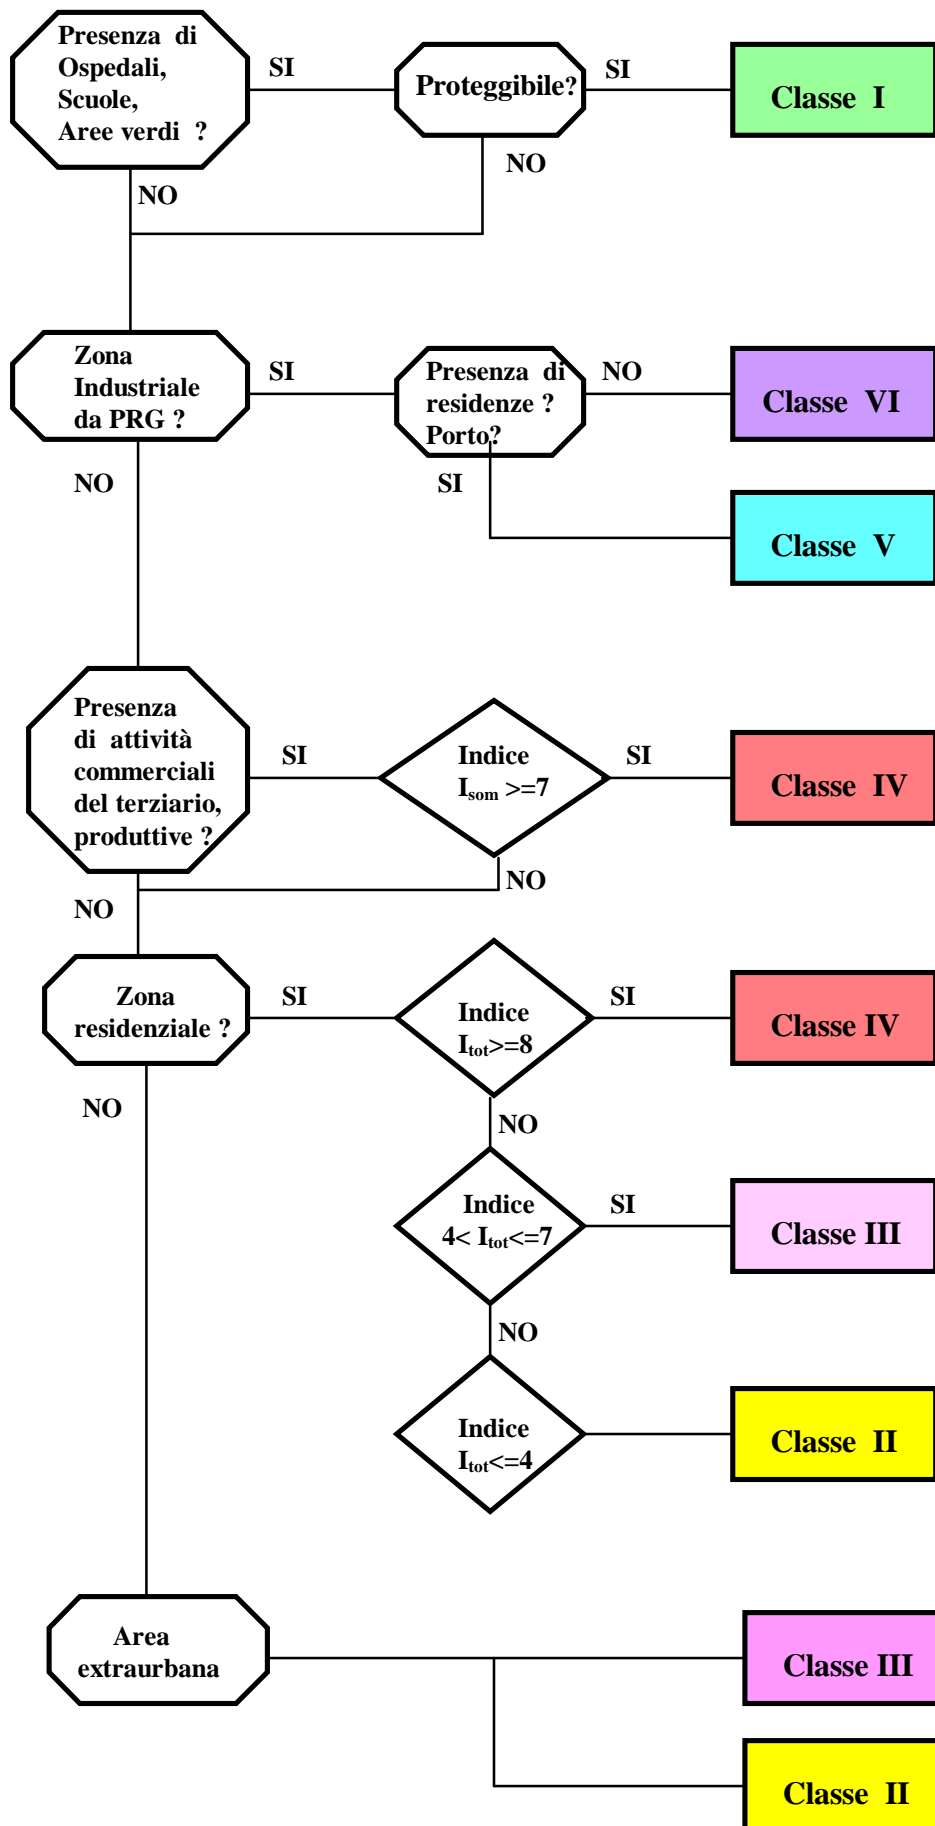 Presenza di
Ospedali,
Scuole,
Aree verdi ?
SI
Proteggibile?
SI
Classe I
NO
NO
Zona
Industriale
da PRG ?
SI
Presenza di
residenze ?
Porto?
NO
Classe VI
NO
SI
Classe V
Presenza
di attività
commerciali
del terziario,
produttive ?
SI
Indice
Isom >=7
SI
Classe IV
NO
NO
Zona
residenziale ?
SI
Indice
Itot>=8
SI
Classe IV
NO
NO
Indice
4< Itot<=7
SI
Classe III
NO
Indice
Itot<=4
Classe II
Area
extraurbana
Classe III
Classe II